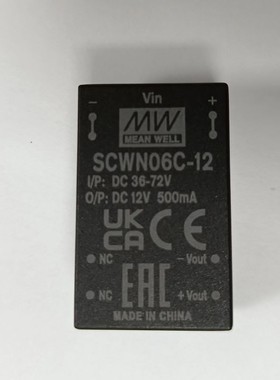 Vin
- +
MW
MEAN WELL
SCWN06C-12
I/P: DC 36-72V
O/P: DC 12V 500mA
UK CA CE
NC -Vout
EAC
NC +Vout
MADE IN CHINA